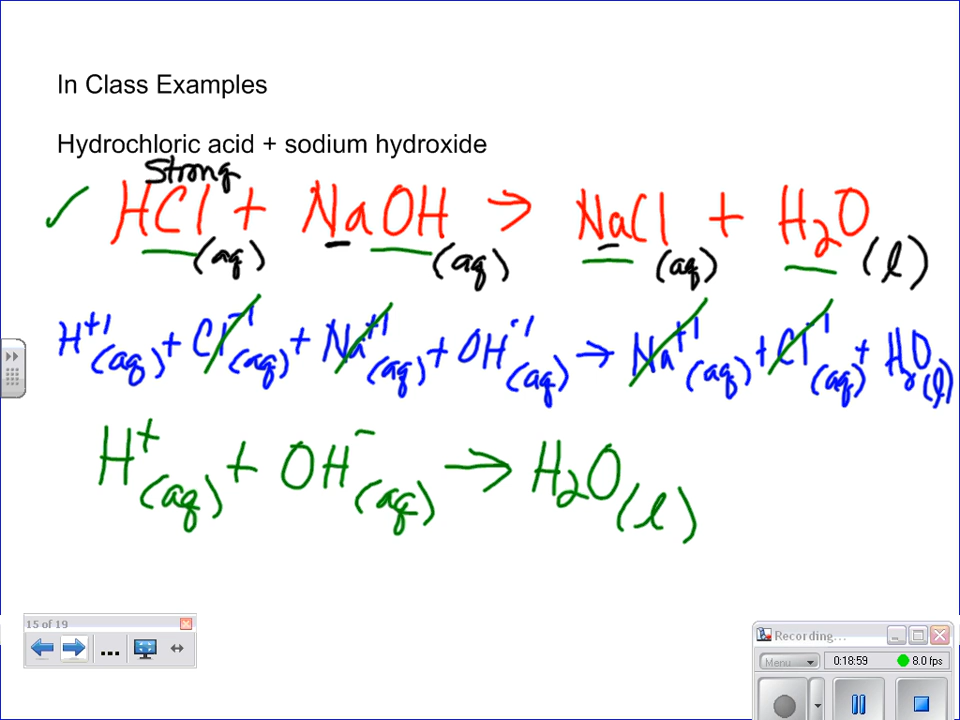 In Class Examples
Hydrochloric acid + sodium hydroxide
Strong
✓ HCl(aq) + NaOH(aq) → NaCl(aq) + H₂O(l)
H⁺¹(aq) + Cl⁻¹(aq) + Na⁺¹(aq) + OH⁻¹(aq) → Na⁺¹(aq) + Cl⁻¹(aq) + H₂O(l)
H⁺(aq) + OH⁻(aq) → H₂O(l)
15 of 19
...
Recording...
Menu 0:18:59 8.0 fps